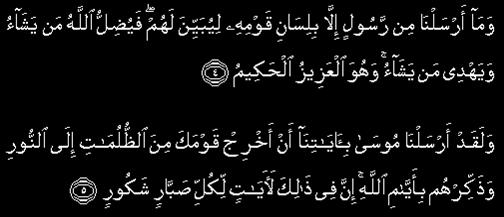 وَمَآ أَرْسَلْنَا مِن رَّسُولٍ إِلَّا بِلِسَانِ قَوْمِهِۦ لِيُبَيِّنَ لَهُمْ ۖ فَيُضِلُّ ٱللَّهُ مَن يَشَآءُ
وَيَهْدِى مَن يَشَآءُ ۚ وَهُوَ ٱلْعَزِيزُ ٱلْحَكِيمُ ٤
وَلَقَدْ أَرْسَلْنَا مُوسَىٰ بِـَٔايَـٰتِنَآ أَنْ أَخْرِجْ قَوْمَكَ مِنَ ٱلظُّلُمَـٰتِ إِلَى ٱلنُّورِ
وَذَكِّرْهُم بِأَيَّىٰمِ ٱللَّهِ ۚ إِنَّ فِى ذَٰلِكَ لَـَٔايَـٰتٍ لِّكُلِّ صَبَّارٍ شَكُورٍ ٥